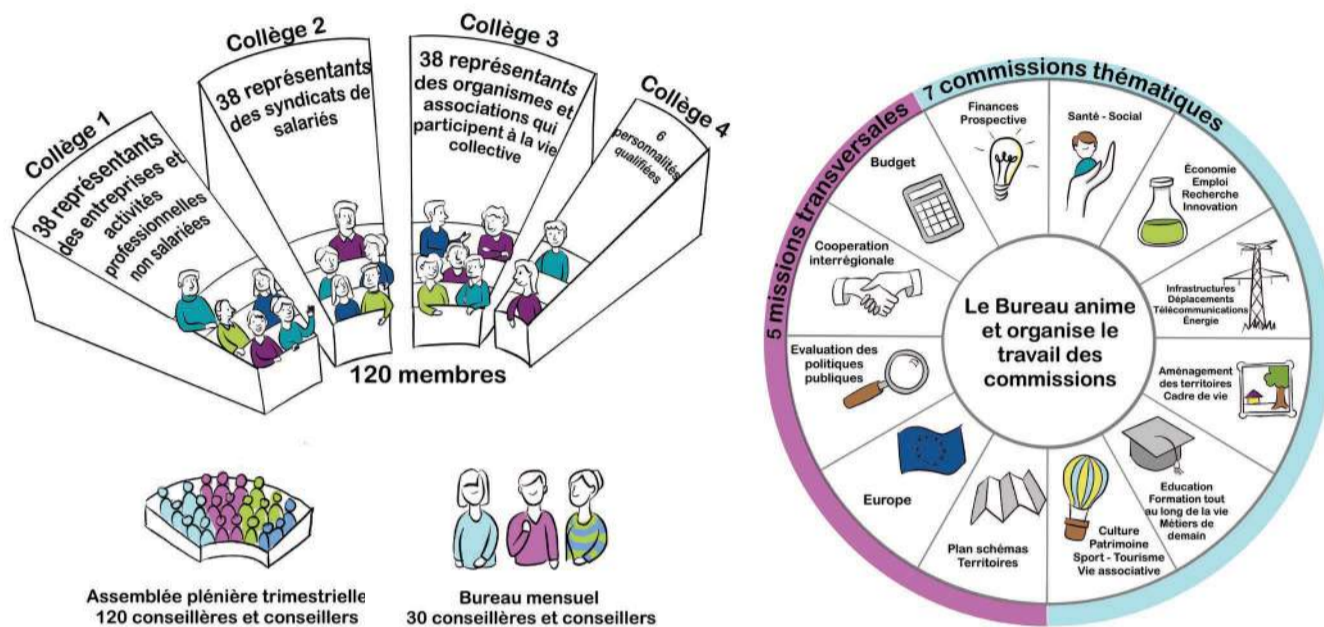 Collège 1
38 représentants
des entreprises et
activités
professionnelles
non salariées
Collège 2
38 représentants
des syndicats de
salariés
Collège 3
38 représentants
des organismes et
associations qui
participent à la vie
collective
Collège 4
6
personnalités
qualifiées
120 membres
Assemblée plénière trimestrielle
120 conseillères et conseillers
Bureau mensuel
30 conseillères et conseillers
5 missions transversales
7 commissions thématiques
Finances
Prospective
Santé - Social
Économie
Emploi
Recherche
Innovation
Infrastructures
Déplacements
Télécommunications
Énergie
Aménagement
des territoires
Cadre de vie
Education
Formation tout
au long de la vie
Métiers de
demain
Culture
Patrimoine
Sport - Tourisme
Vie associative
Plan schémas
Territoires
Europe
Evaluation des
politiques
publiques
Cooperation
interrégionale
Budget
Le Bureau anime
et organise le
travail des
commissions